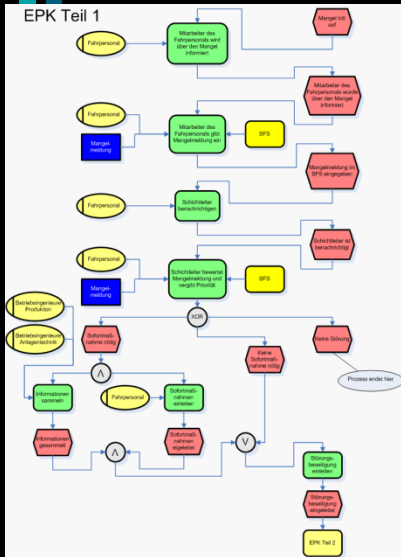 EPK Teil 1
Mangel tritt
auf
Fahrpersonal
Mitarbeiter des
Fahrpersonals wird
über den Mangel
informiert
Mitarbeiter des
Fahrpersonals wurde
über den Mangel
informiert
Fahrpersonal
Mangel-
meldung
Mitarbeiter des
Fahrpersonals gibt
Mangelmeldung ein
BFS
Mangelmeldung im
BFS eingegeben
Fahrpersonal
Schichtleiter
benachrichtigen
Schichtleiter ist
benachrichtigt
Fahrpersonal
Mangel-
meldung
Schichtleiter bewertet
Mangelmeldung und
vergibt Priorität
BFS
Betriebsingenieure
Produktion
Betriebsingenieure
Anlagentechnik
XOR
Sofortmaß-
nahme nötig
Keine
Sofortmaß-
nahme nötig
Keine Störung
Prozess endet hier
Λ
Informationen
sammeln
Fahrpersonal
Sofortmaß-
nahmen
einleiten
Informationen
gesammelt
Sofortmaß-
nahmen
eigeleitet
Λ
V
Störungs-
beseitigung
einleiten
Störungs-
beseitigung
eingeleitet
EPK Teil 2